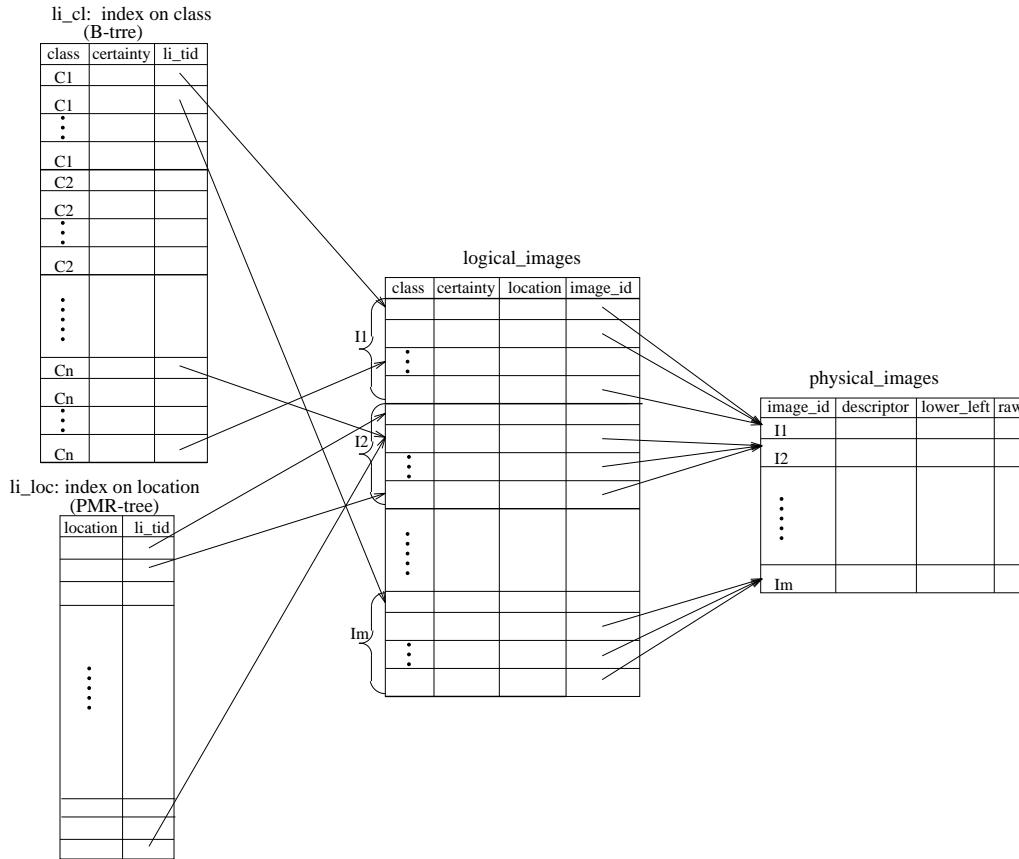 li_cl: index on class
(B-trre)
class certainty li_tid
C1
C1
C1
C2
C2
C2
Cn
Cn
Cn
li_loc: index on location
(PMR-tree)
location li_tid
logical_images
class certainty location image_id
I1
I2
Im
physical_images
image_id descriptor lower_left raw
I1
I2
Im